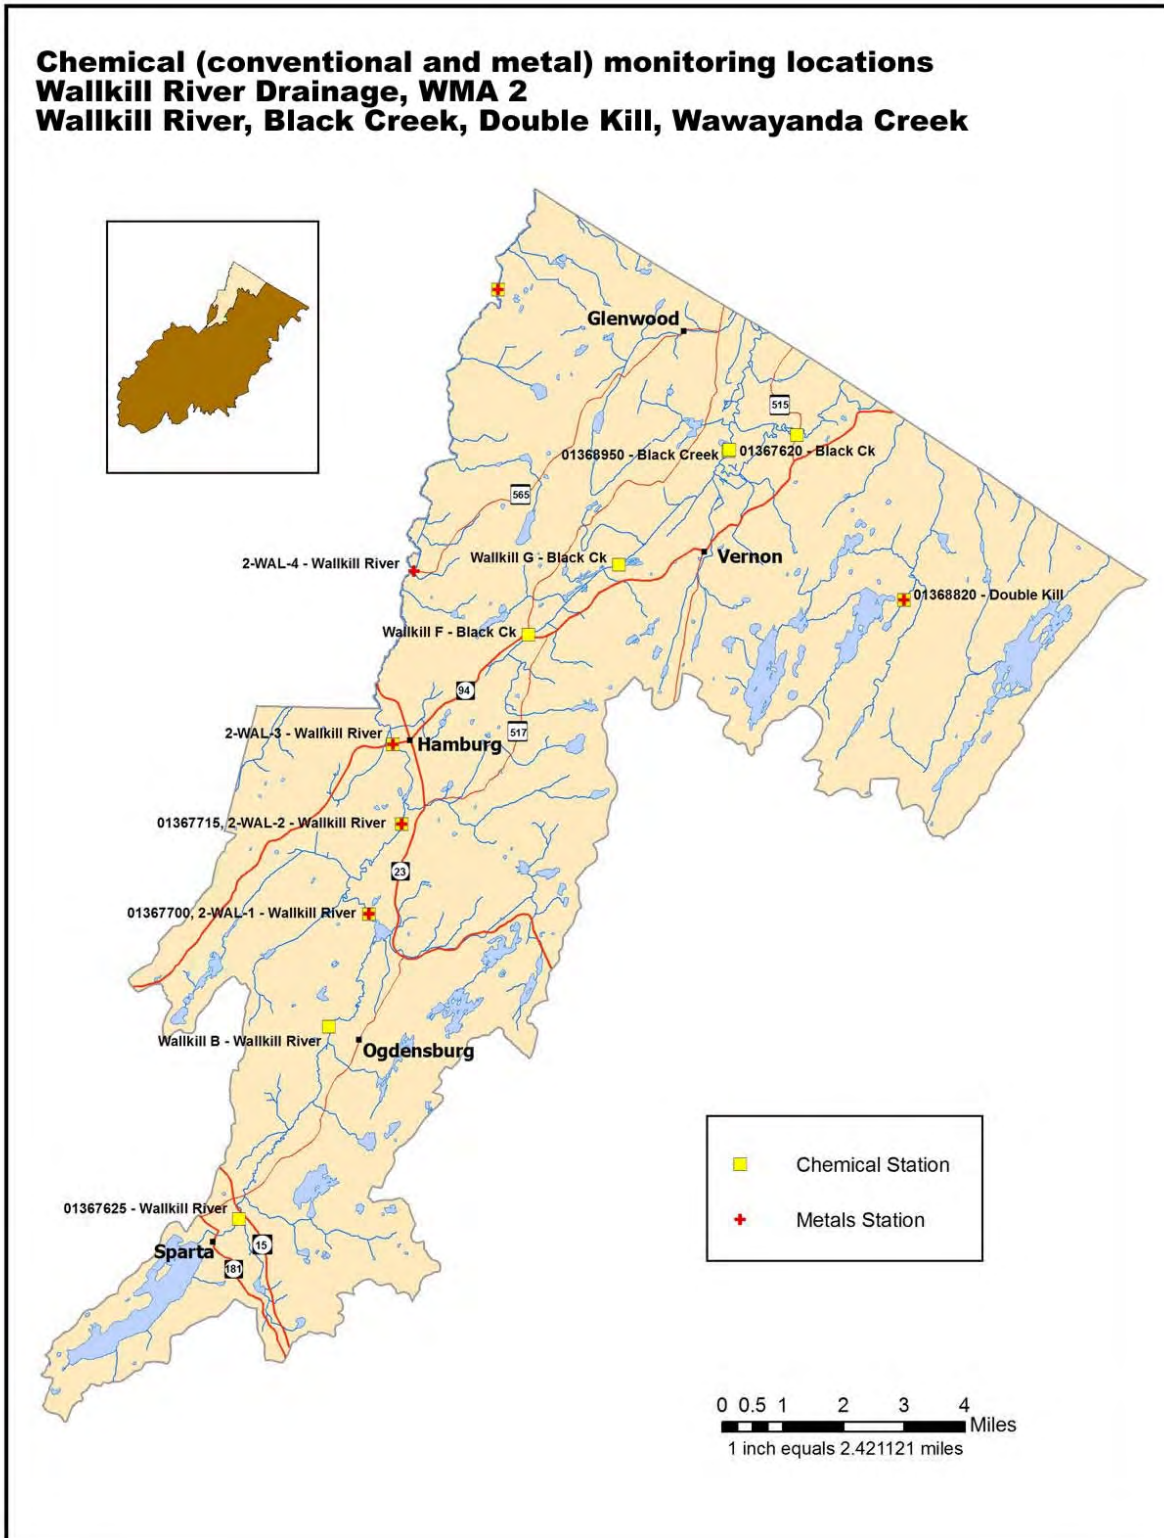 Chemical (conventional and metal) monitoring locations
Wallkill River Drainage, WMA 2
Wallkill River, Black Creek, Double Kill, Wawayanda Creek
Glenwood
515
01368950 - Black Creek
01367620 - Black Ck
565
Vernon
Wallkill G - Black Ck
2-WAL-4 - Wallkill River
01368820 - Double Kill
Wallkill F - Black Ck
94
517
2-WAL-3 - Wallkill River
Hamburg
01367715, 2-WAL-2 - Wallkill River
23
01367700, 2-WAL-1 - Wallkill River
Wallkill B - Wallkill River
Ogdensburg
Chemical Station
Metals Station
01367625 - Wallkill River
Sparta
15
181
0 0.5 1 2 3 4
Miles
1 inch equals 2.421121 miles